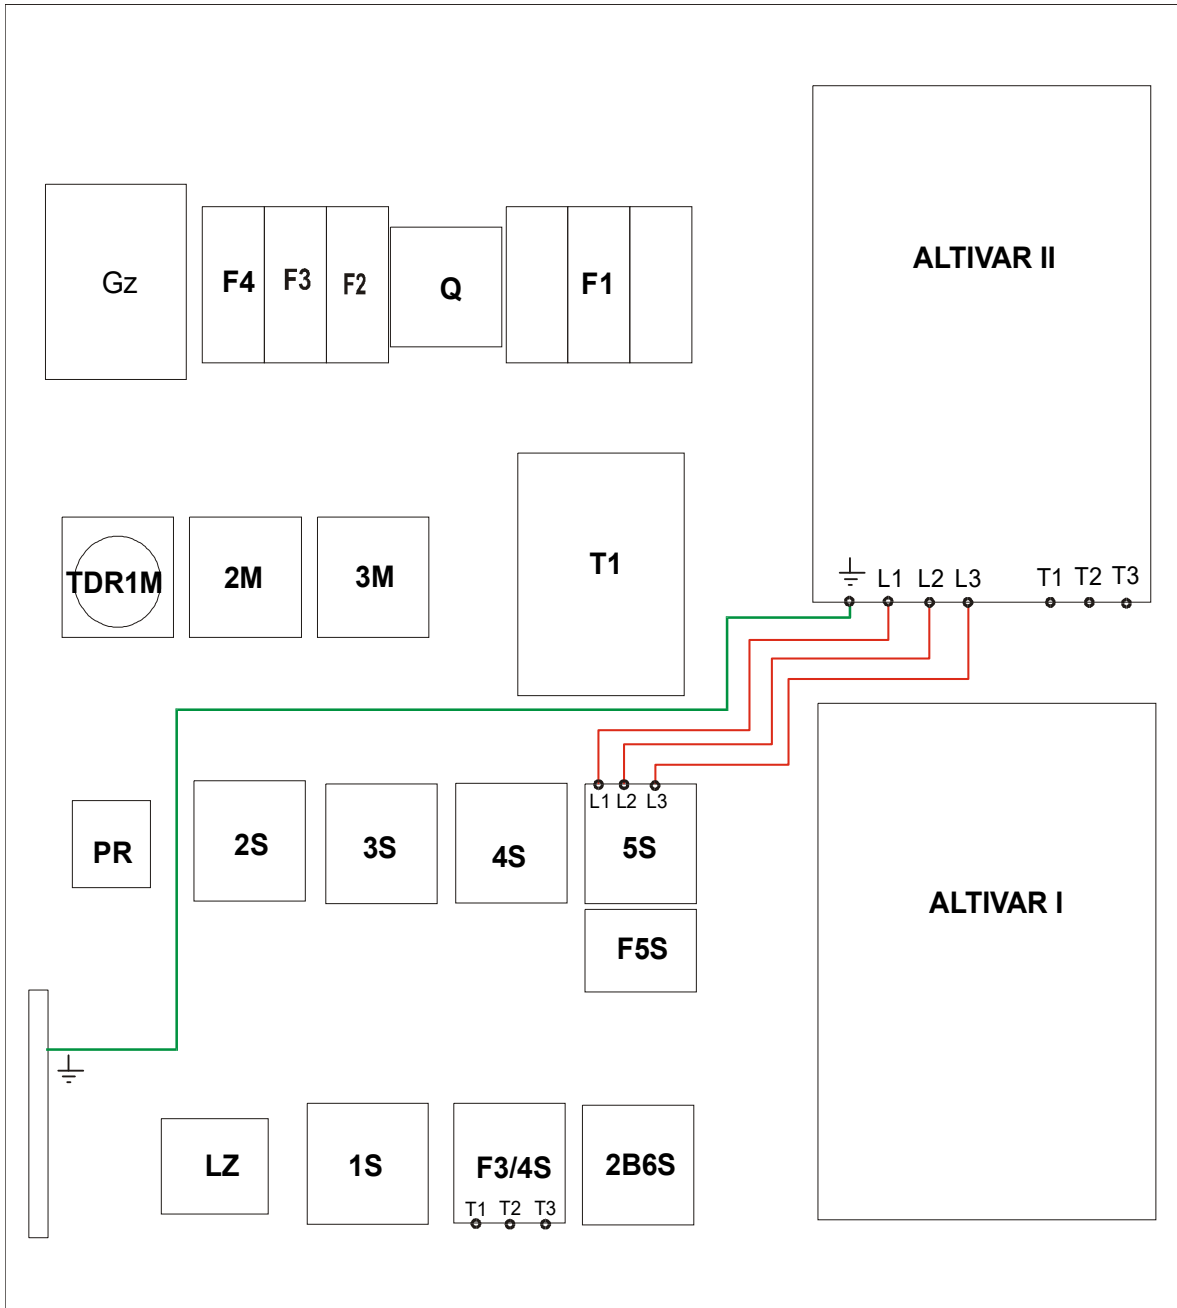 ALTIVAR II
Gz
F4
F3
F2
Q
F1
TDR1M
2M
3M
T1
L1 L2 L3
T1 T2 T3
L1 L2 L3
PR
2S
3S
4S
5S
F5S
ALTIVAR I
LZ
1S
F3/4S
T1 T2 T3
2B6S